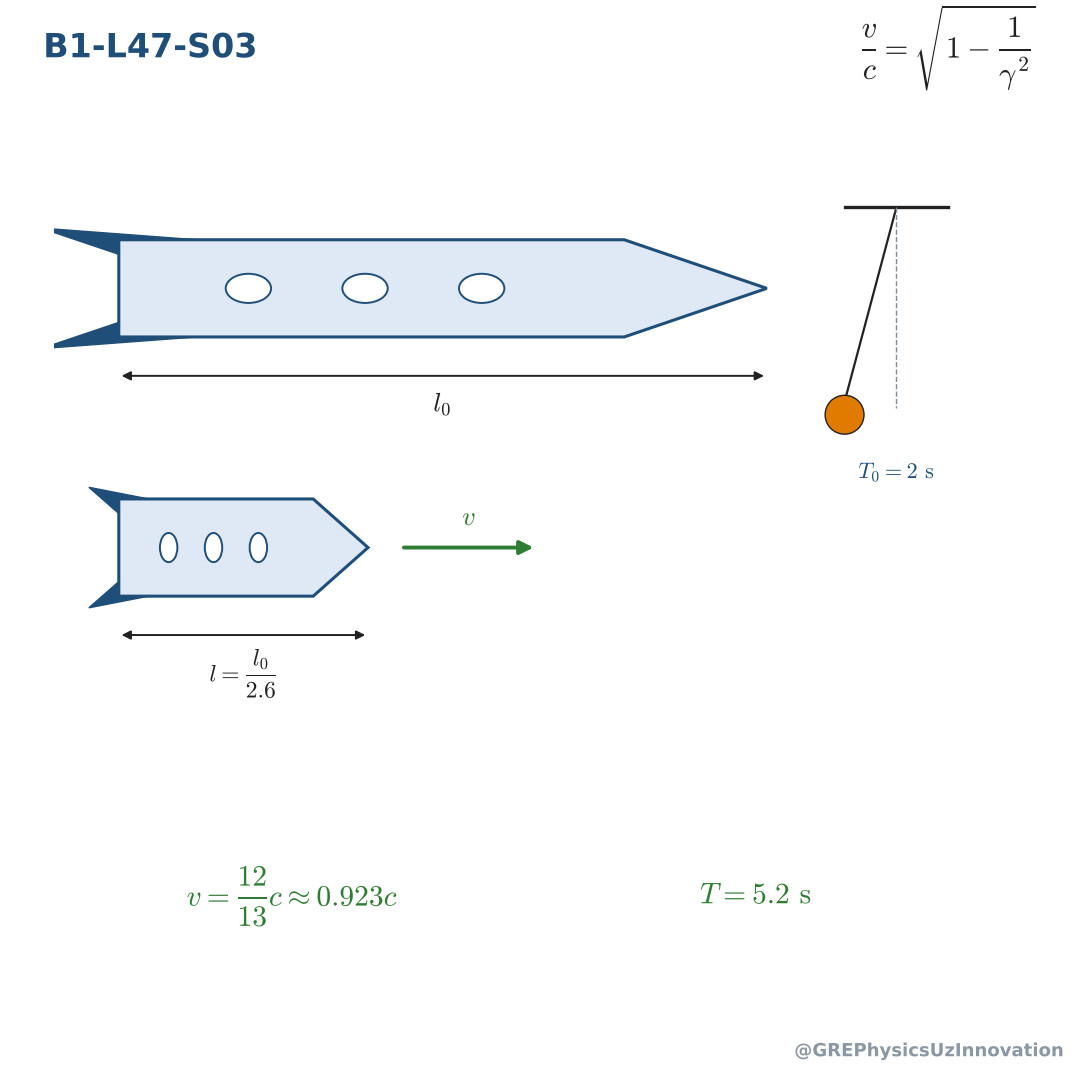 B1-L47-S03
v/c = √(1 − 1/γ²)
l₀
T₀ = 2 s
v
l = l₀/2.6
v = 12/13 c ≈ 0.923c
T = 5.2 s
@GREPhysicsUzInnovation